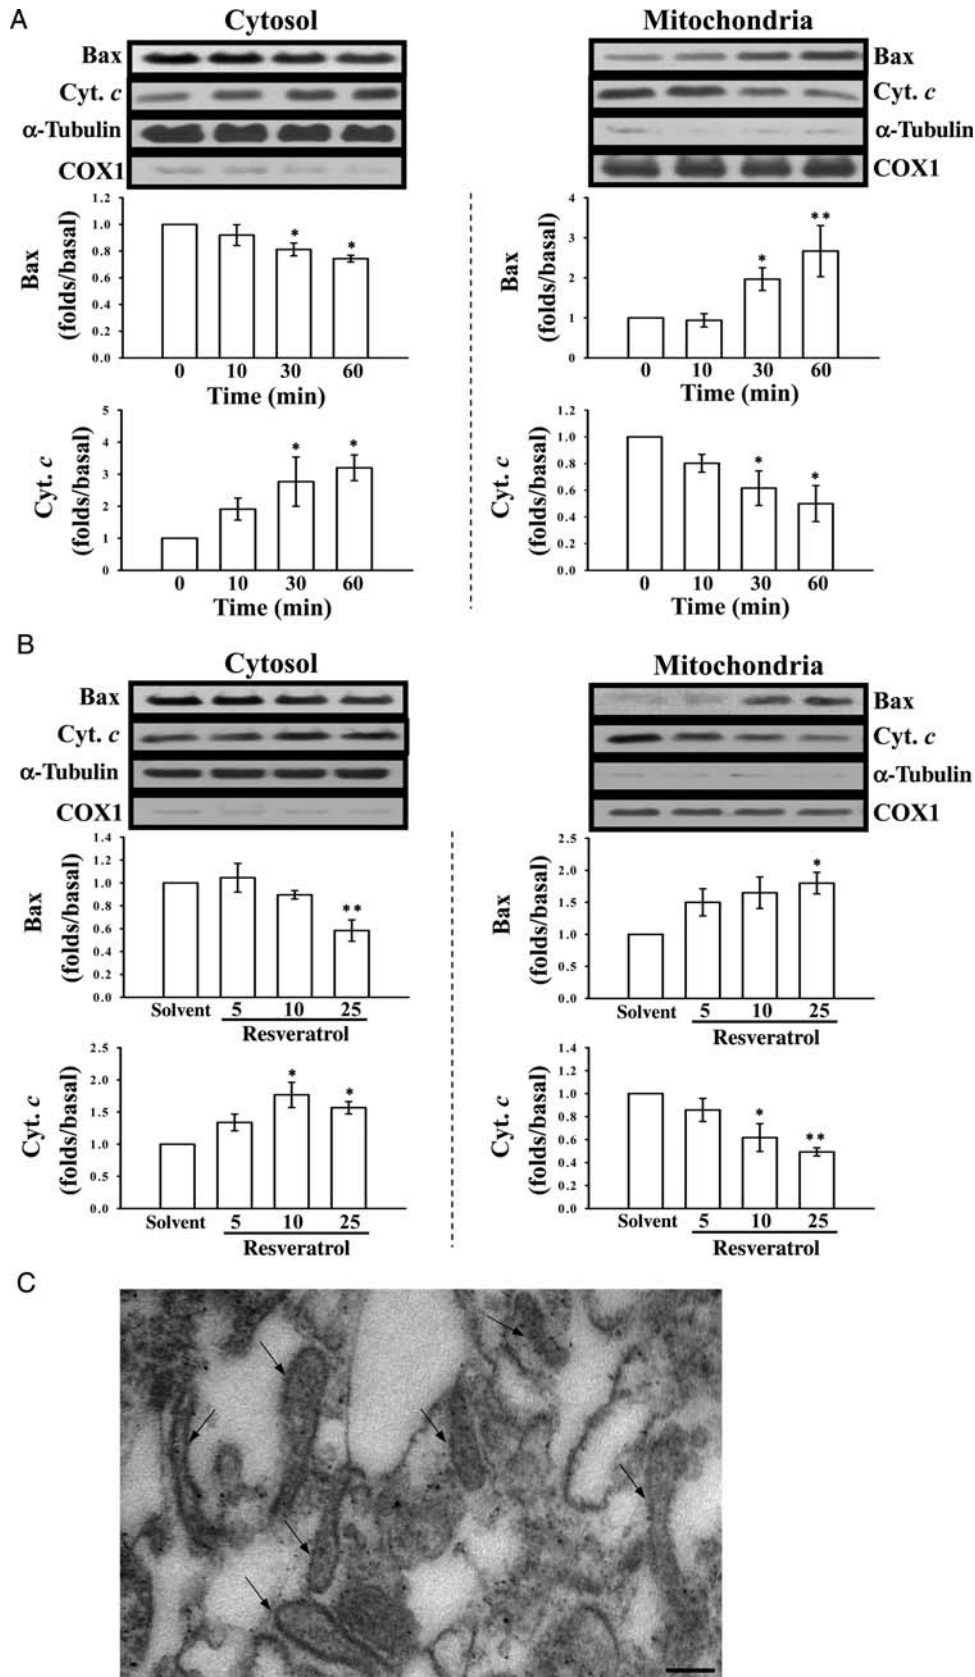 A
Cytosol
Mitochondria
Bax
Cyt. c
α-Tubulin
COX1
Bax
Cyt. c
α-Tubulin
COX1
Bax
(folds/basal)
1.2
1.0
0.8
0.6
0.4
0.2
0.0
* *
0 10 30 60
Time (min)
Bax
(folds/basal)
4
3
2
1
0
* **
0 10 30 60
Time (min)
Cyt. c
(folds/basal)
5
4
3
2
1
0
* *
0 10 30 60
Time (min)
Cyt. c
(folds/basal)
1.2
1.0
0.8
0.6
0.4
0.2
0.0
* *
0 10 30 60
Time (min)
B
Cytosol
Mitochondria
Bax
Cyt. c
α-Tubulin
COX1
Bax
Cyt. c
α-Tubulin
COX1
Bax
(folds/basal)
1.4
1.2
1.0
0.8
0.6
0.4
0.2
0.0
**
Solvent 5 10 25
Resveratrol
Bax
(folds/basal)
2.5
2.0
1.5
1.0
0.5
0.0
*
Solvent 5 10 25
Resveratrol
Cyt. c
(folds/basal)
2.5
2.0
1.5
1.0
0.5
0.0
* *
Solvent 5 10 25
Resveratrol
Cyt. c
(folds/basal)
1.4
1.2
1.0
0.8
0.6
0.4
0.2
0.0
* **
Solvent 5 10 25
Resveratrol
C